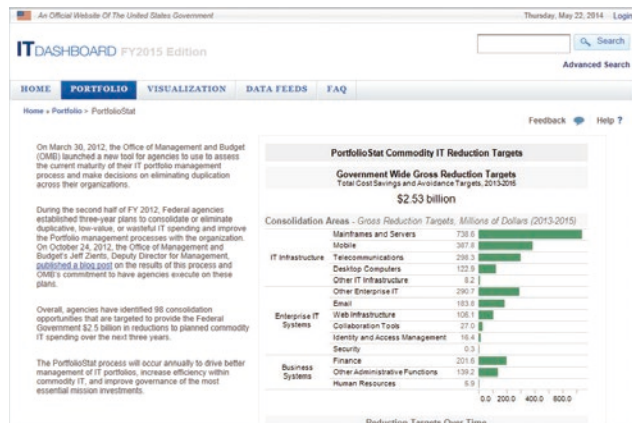 An Official Website Of The United States Government
Thursday, May 22, 2014 Login
ITDASHBOARD FY2015 Edition
Search
Advanced Search
HOME PORTFOLIO VISUALIZATION DATA FEEDS FAQ
Home » Portfolio > PortfolioStat
Feedback Help ?
On March 30, 2012, the Office of Management and Budget
(OMB) launched a new tool for agencies to use to assess
the current maturity of their IT portfolio management
process and make decisions on eliminating duplication
across their organizations.
During the second half of FY 2012, Federal agencies
established three-year plans to consolidate or eliminate
duplicative, low-value, or wasteful IT spending and improve
the Portfolio management processes with the organization.
On October 24, 2012, the Office of Management and
Budget's Jeff Zients, Deputy Director for Management,
published a blog post on the results of this process and
OMB's commitment to have agencies execute on these
plans.
Overall, agencies have identified 98 consolidation
opportunities that are targeted to provide the Federal
Government $2.5 billion in reductions to planned commodity
IT spending over the next three years.
The PortfolioStat process will occur annually to drive better
management of IT portfolios, increase efficiency within
commodity IT, and improve governance of the most
essential mission investments.
PortfolioStat Commodity IT Reduction Targets
Government Wide Gross Reduction Targets
Total Cost Savings and Avoidance Targets, 2013-2015
$2.53 billion
Consolidation Areas - Gross Reduction Targets, Millions of Dollars (2013-2015)
IT Infrastructure
Mainframes and Servers 738.6
Mobile 387.8
Telecommunications 298.3
Desktop Computers 122.9
Other IT Infrastructure 8.2
Enterprise IT
Systems
Other Enterprise IT 290.7
Email 183.8
Web Infrastructure 106.1
Collaboration Tools 27.0
Identity and Access Management 16.4
Security 0.3
Business
Systems
Finance 201.6
Other Administrative Functions 139.2
Human Resources 5.9
0.0 200.0 400.0 600.0
Reduction Targets Over Time